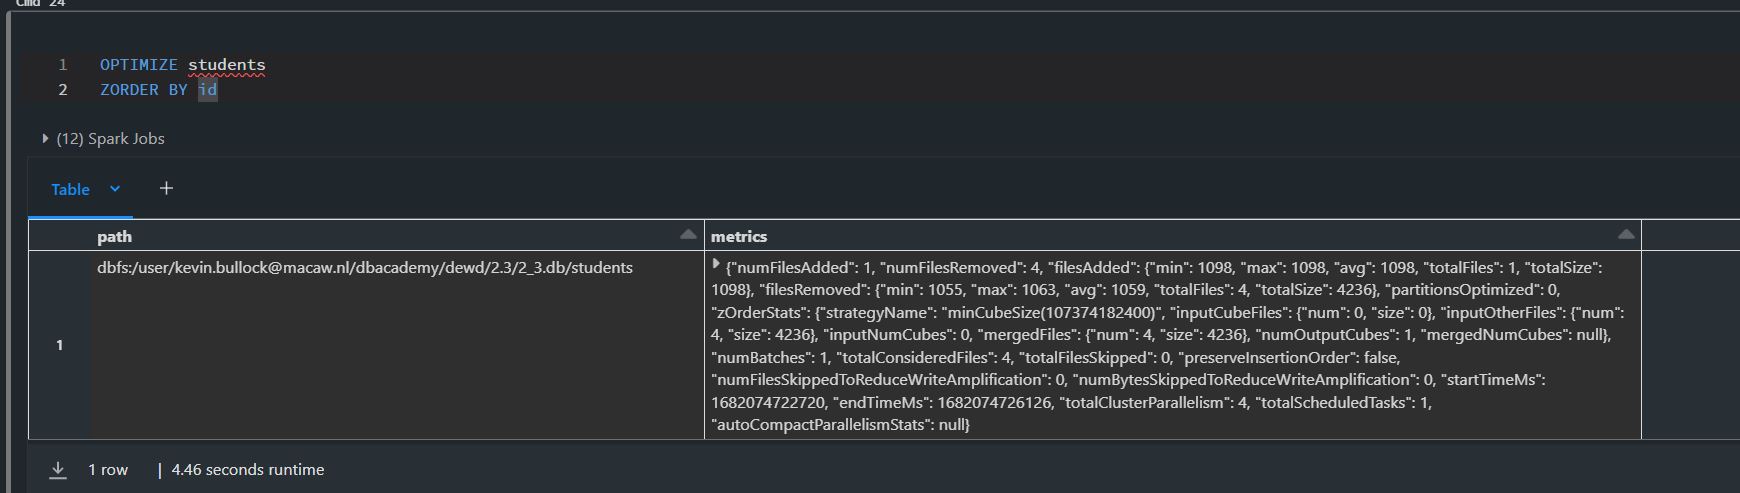 Cmd 24
1 OPTIMIZE students
2 ZORDER BY id
(12) Spark Jobs
Table +
path metrics
1 dbfs:/user/kevin.bullock@macaw.nl/dbacademy/dewd/2.3/2_3.db/students
{"numFilesAdded": 1, "numFilesRemoved": 4, "filesAdded": {"min": 1098, "max": 1098, "avg": 1098, "totalFiles": 1, "totalSize":
1098}, "filesRemoved": {"min": 1055, "max": 1063, "avg": 1059, "totalFiles": 4, "totalSize": 4236}, "partitionsOptimized": 0,
"zOrderStats": {"strategyName": "minCubeSize(107374182400)", "inputCubeFiles": {"num": 0, "size": 0}, "inputOtherFiles": {"num":
4, "size": 4236}, "inputNumCubes": 0, "mergedFiles": {"num": 4, "size": 4236}, "numOutputCubes": 1, "mergedNumCubes": null},
"numBatches": 1, "totalConsideredFiles": 4, "totalFilesSkipped": 0, "preserveInsertionOrder": false,
"numFilesSkippedToReduceWriteAmplification": 0, "numBytesSkippedToReduceWriteAmplification": 0, "startTimeMs":
1682074722720, "endTimeMs": 1682074726126, "totalClusterParallelism": 4, "totalScheduledTasks": 1,
"autoCompactParallelismStats": null}
1 row | 4.46 seconds runtime